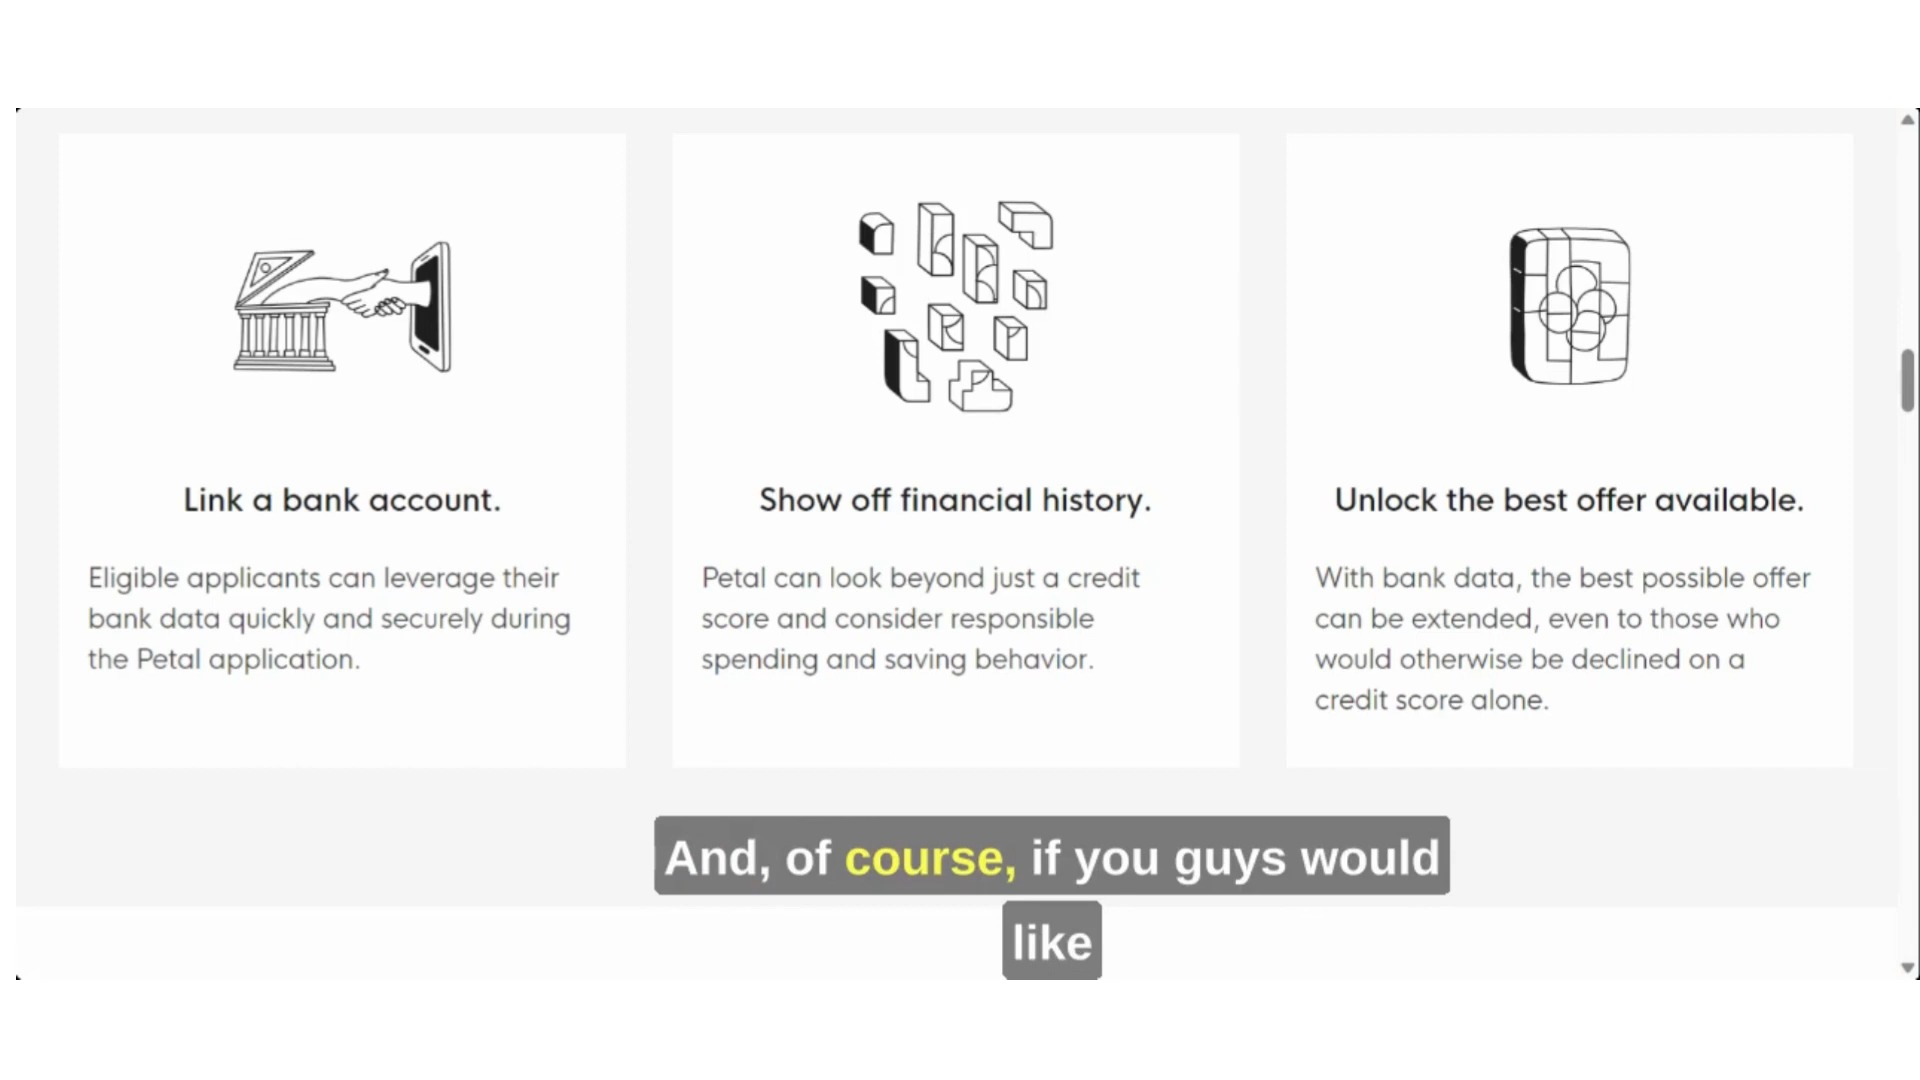 Link a bank account.
Eligible applicants can leverage their
bank data quickly and securely during
the Petal application.
Show off financial history.
Petal can look beyond just a credit
score and consider responsible
spending and saving behavior.
Unlock the best offer available.
With bank data, the best possible offer
can be extended, even to those who
would otherwise be declined on a
credit score alone.
And, of course, if you guys would
like